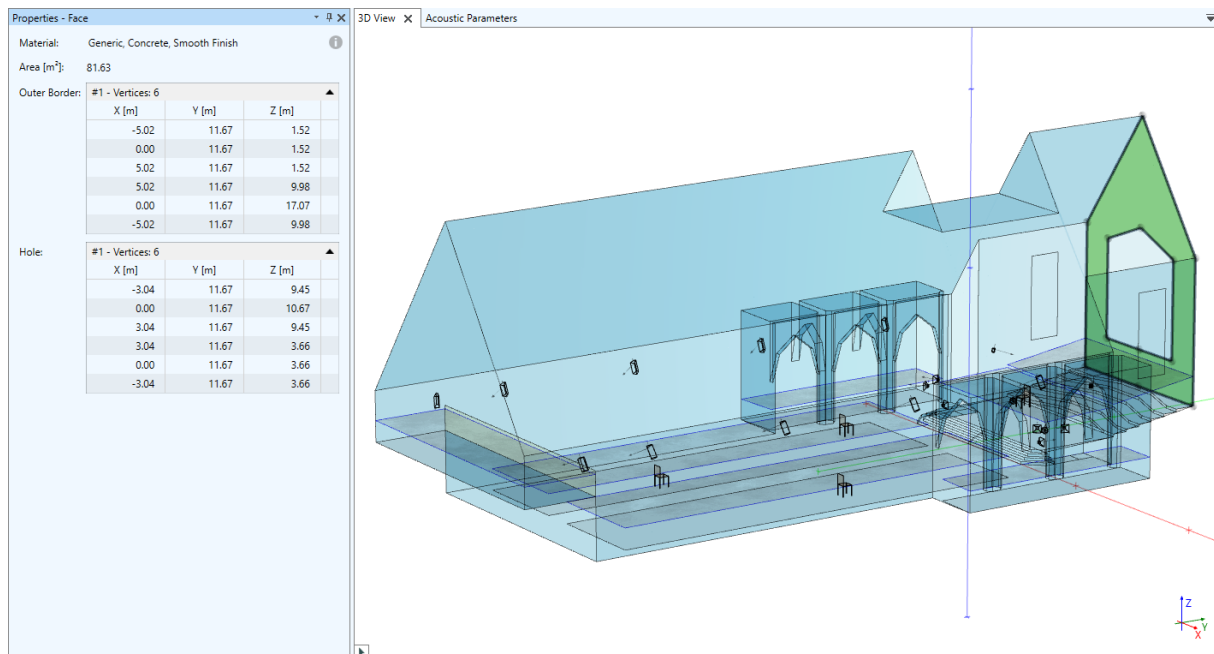 Properties - Face
Material: Generic, Concrete, Smooth Finish
Area [m²]: 81.63
Outer Border: #1 - Vertices: 6
X [m] Y [m] Z [m]
-5.02 11.67 1.52
0.00 11.67 1.52
5.02 11.67 1.52
5.02 11.67 9.98
0.00 11.67 17.07
-5.02 11.67 9.98
Hole: #1 - Vertices: 6
X [m] Y [m] Z [m]
-3.04 11.67 9.45
0.00 11.67 10.67
3.04 11.67 9.45
3.04 11.67 3.66
0.00 11.67 3.66
-3.04 11.67 3.66
3D View Acoustic Parameters
Z
Y
X